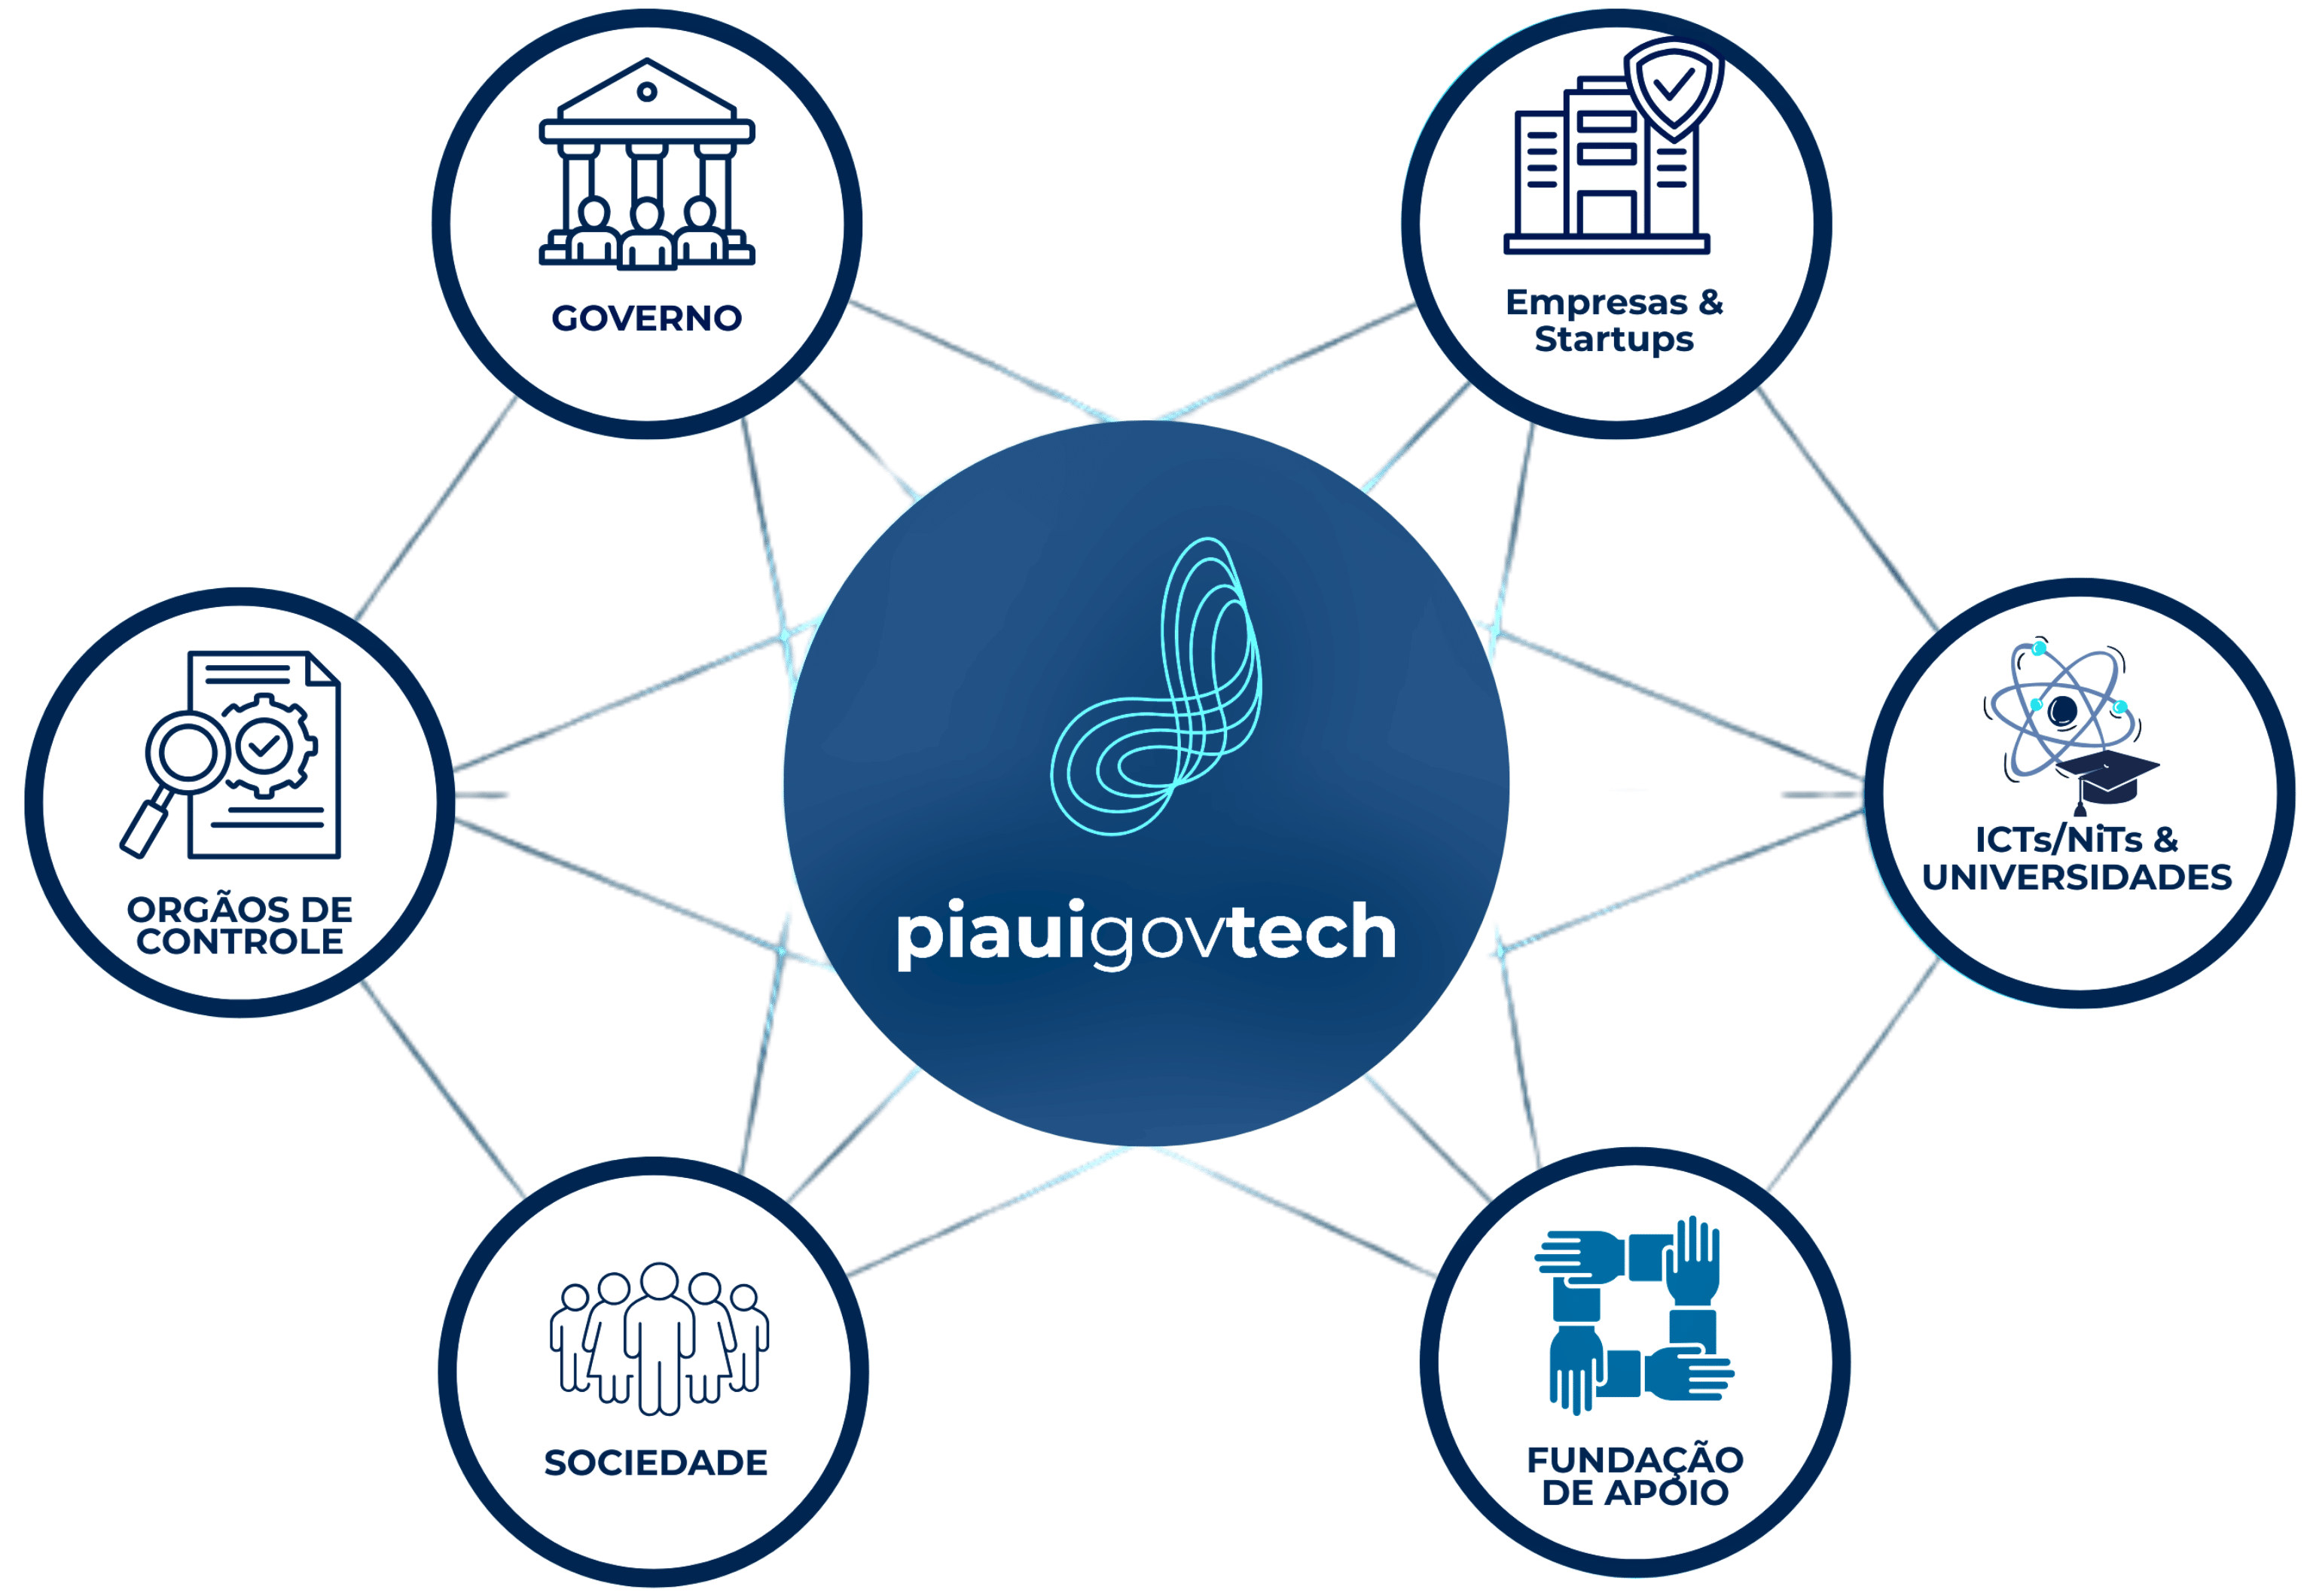 GOVERNO
Empresas &
Startups
ORGÃOS DE
CONTROLE
piauigovtech
ICTs/NiTs &
UNIVERSIDADES
SOCIEDADE
FUNDAÇÃO
DE APOIO